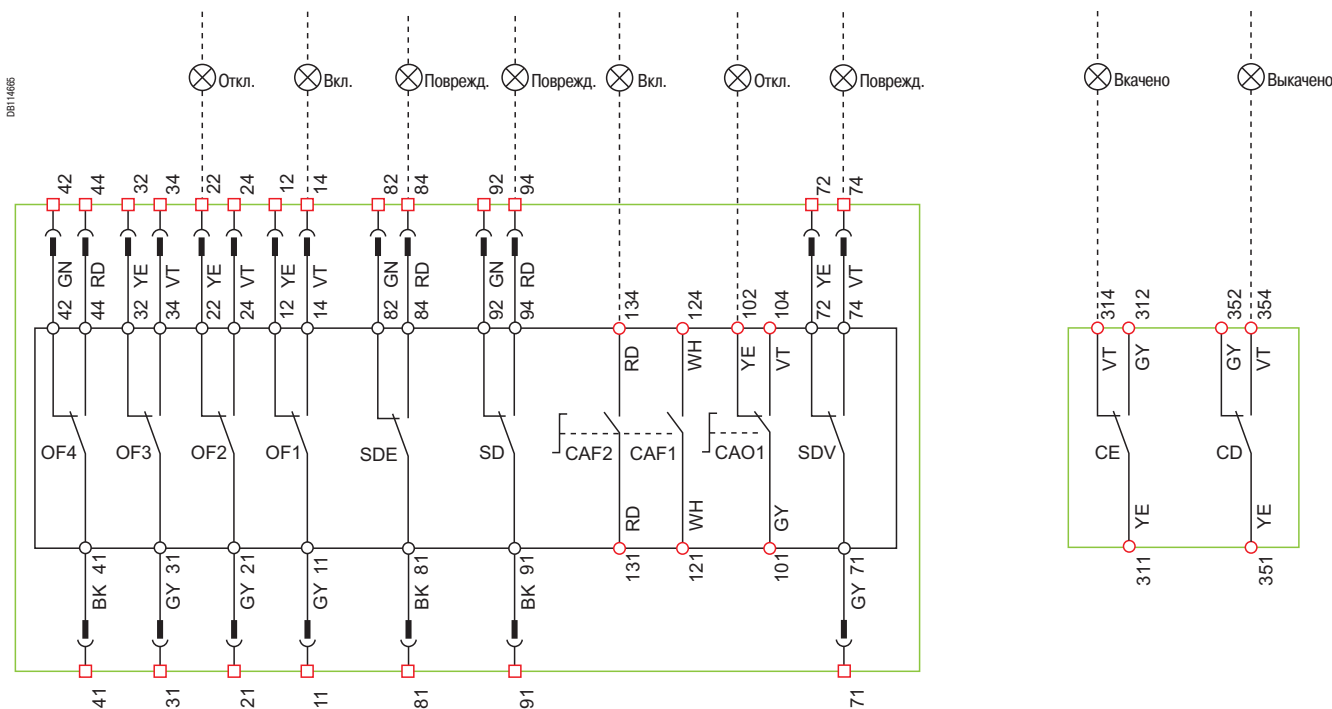 DB114665
Откл. Вкл. Поврежд. Поврежд. Вкл. Откл. Поврежд. Вкачено Выкачено
42 44 32 34 22 24 12 14 82 84 92 94 72 74
GN RD YE VT YE VT YE VT GN RD GN RD YE VT
42 44 32 34 22 24 12 14 82 84 92 94 134 124 102 104 72 74 314 312 352 354
RD WH YE VT VT GY GY VT
OF4 OF3 OF2 OF1 SDE SD CAF2 CAF1 CAO1 SDV CE CD
RD WH GY YE YE
41 31 21 11 81 91 131 121 101 71 311 351
BK GY GY GY BK BK GY
41 31 21 11 81 91 71